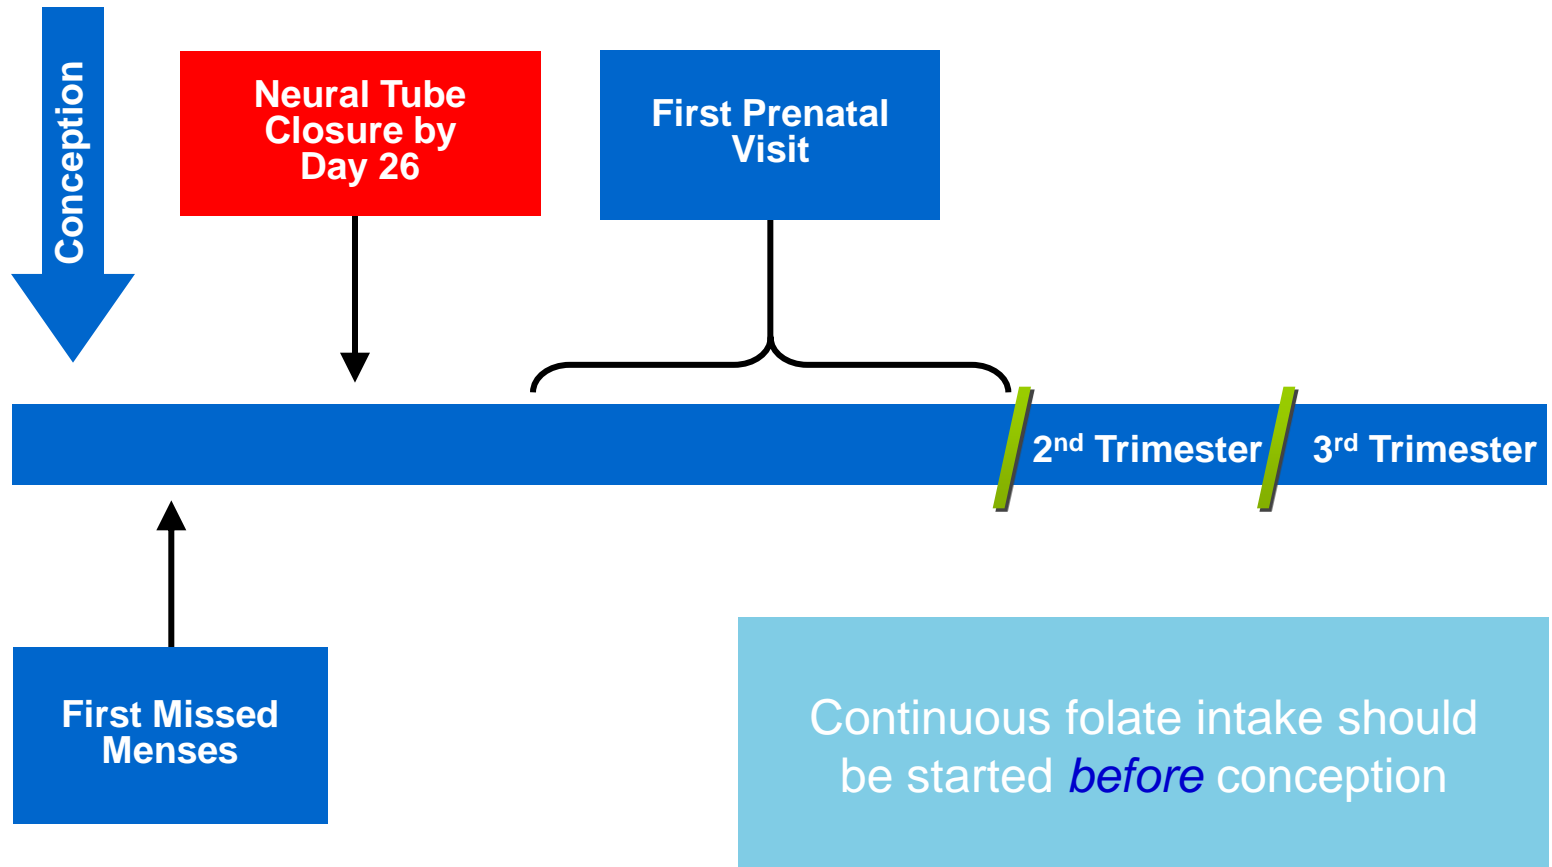 Conception
Neural Tube
Closure by
Day 26
First Prenatal
Visit
2nd Trimester
3rd Trimester
First Missed
Menses
Continuous folate intake should
be started before conception